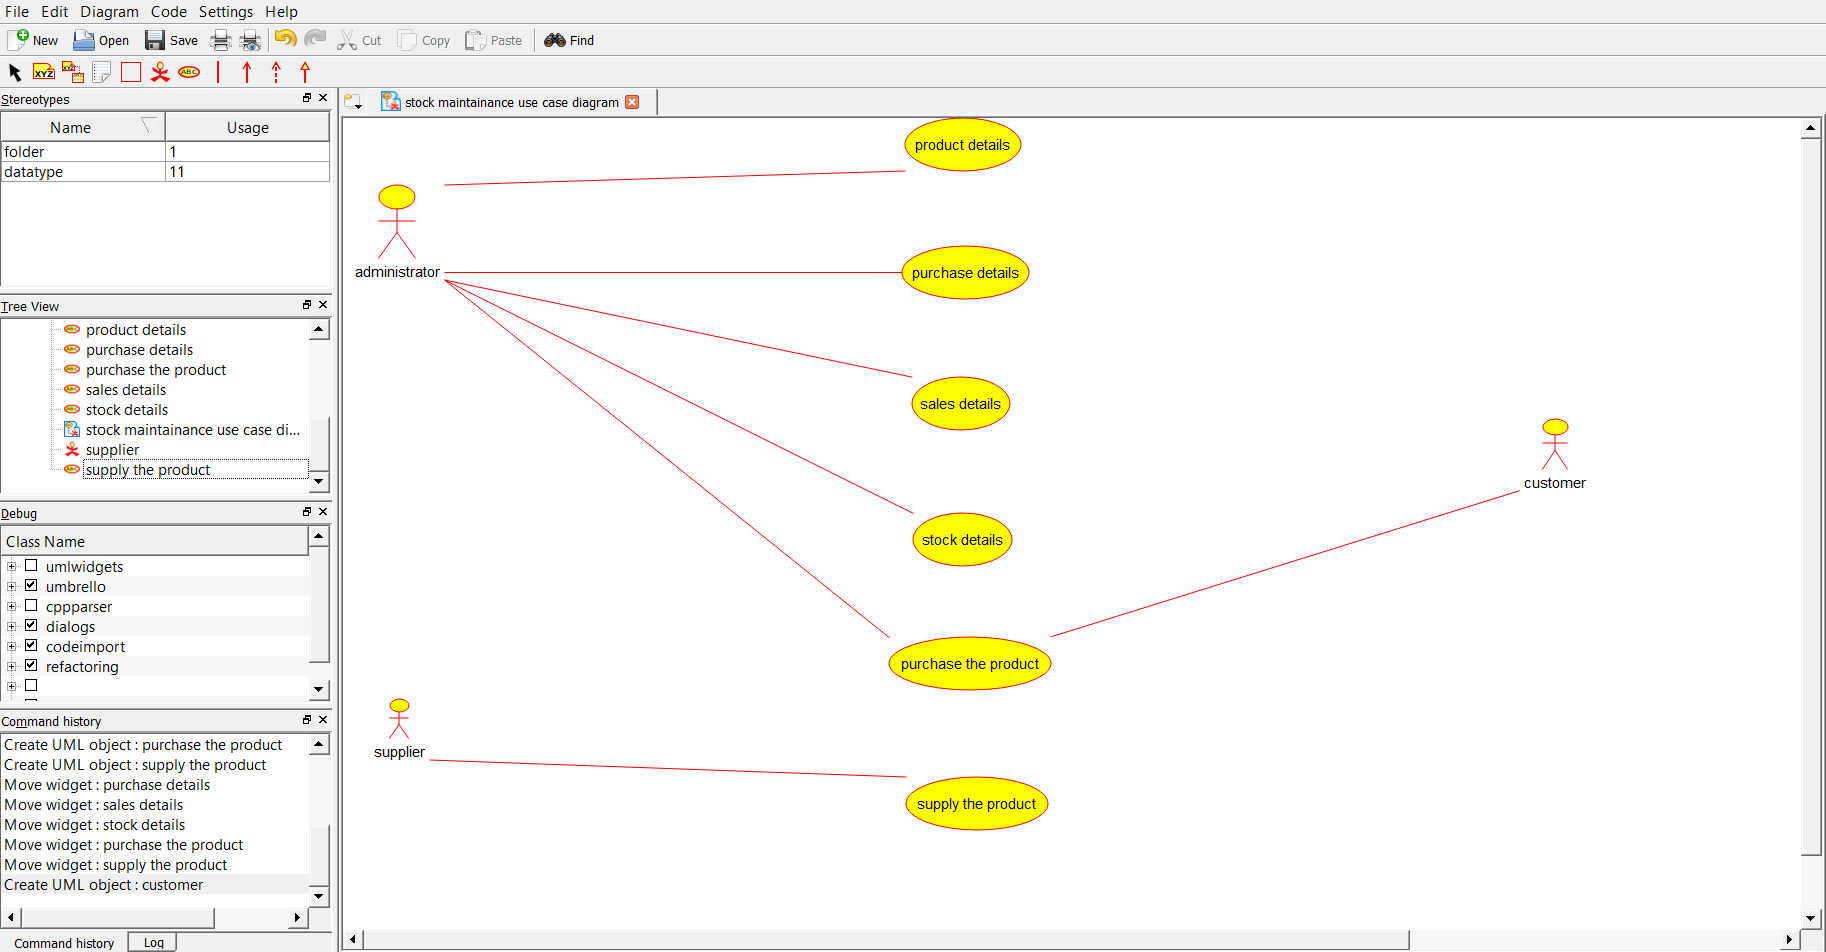 File Edit Diagram Code Settings Help
New Open Save Cut Copy Paste Find
XYZ XYZ ABC
Stereotypes
Name Usage
folder 1
datatype 11
Tree View
product details
purchase details
purchase the product
sales details
stock details
stock maintainance use case di...
supplier
supply the product
Debug
Class Name
umlwidgets
umbrello
cppparser
dialogs
codeimport
refactoring
Command history
Create UML object : purchase the product
Create UML object : supply the product
Move widget : purchase details
Move widget : sales details
Move widget : stock details
Move widget : purchase the product
Move widget : supply the product
Create UML object : customer
Command history Log
stock maintainance use case diagram
product details
administrator
purchase details
sales details
customer
stock details
purchase the product
supplier
supply the product